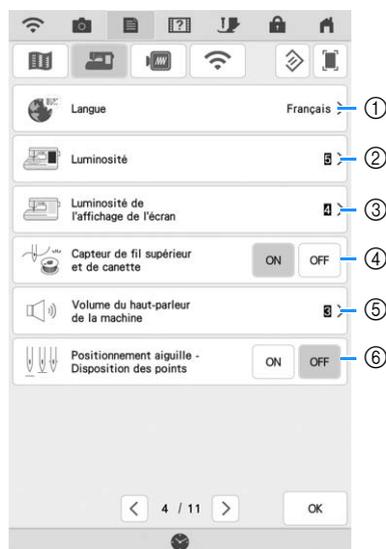 Langue
Français
①
Luminosité
5
②
Luminosité de
l'affichage de l'écran
4
③
Capteur de fil supérieur
et de canette
ON
OFF
④
Volume du haut-parleur
de la machine
3
⑤
Positionnement aiguille -
Disposition des points
ON
OFF
⑥
4 / 11
OK